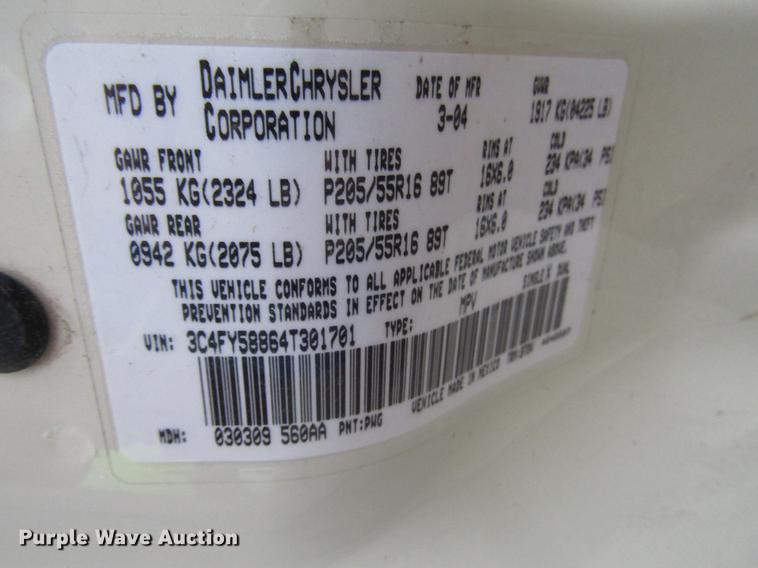 MFD BY DAIMLERCHRYSLER CORPORATION DATE OF MFR 3-04 GVWR 1917 KG(04225 LB)
GAWR FRONT WITH TIRES RIMS AT COLD
1055 KG(2324 LB) P205/55R16 89T 16X6.0 234 KPA(34 PSI
GAWR REAR WITH TIRES RIMS AT COLD
0942 KG(2075 LB) P205/55R16 89T 16X6.0 234 KPA(34 PSI
THIS VEHICLE CONFORMS TO ALL APPLICABLE FEDERAL MOTOR VEHICLE SAFETY AND THEFT
PREVENTION STANDARDS IN EFFECT ON THE DATE OF MANUFACTURE SHOWN ABOVE.
VIN: 3C4FY58864T301701 TYPE: MPV SINGLE X DUAL
MDH: 030309 560AA PNT:PWG VEHICLE MADE IN MEXICO
Purple Wave Auction